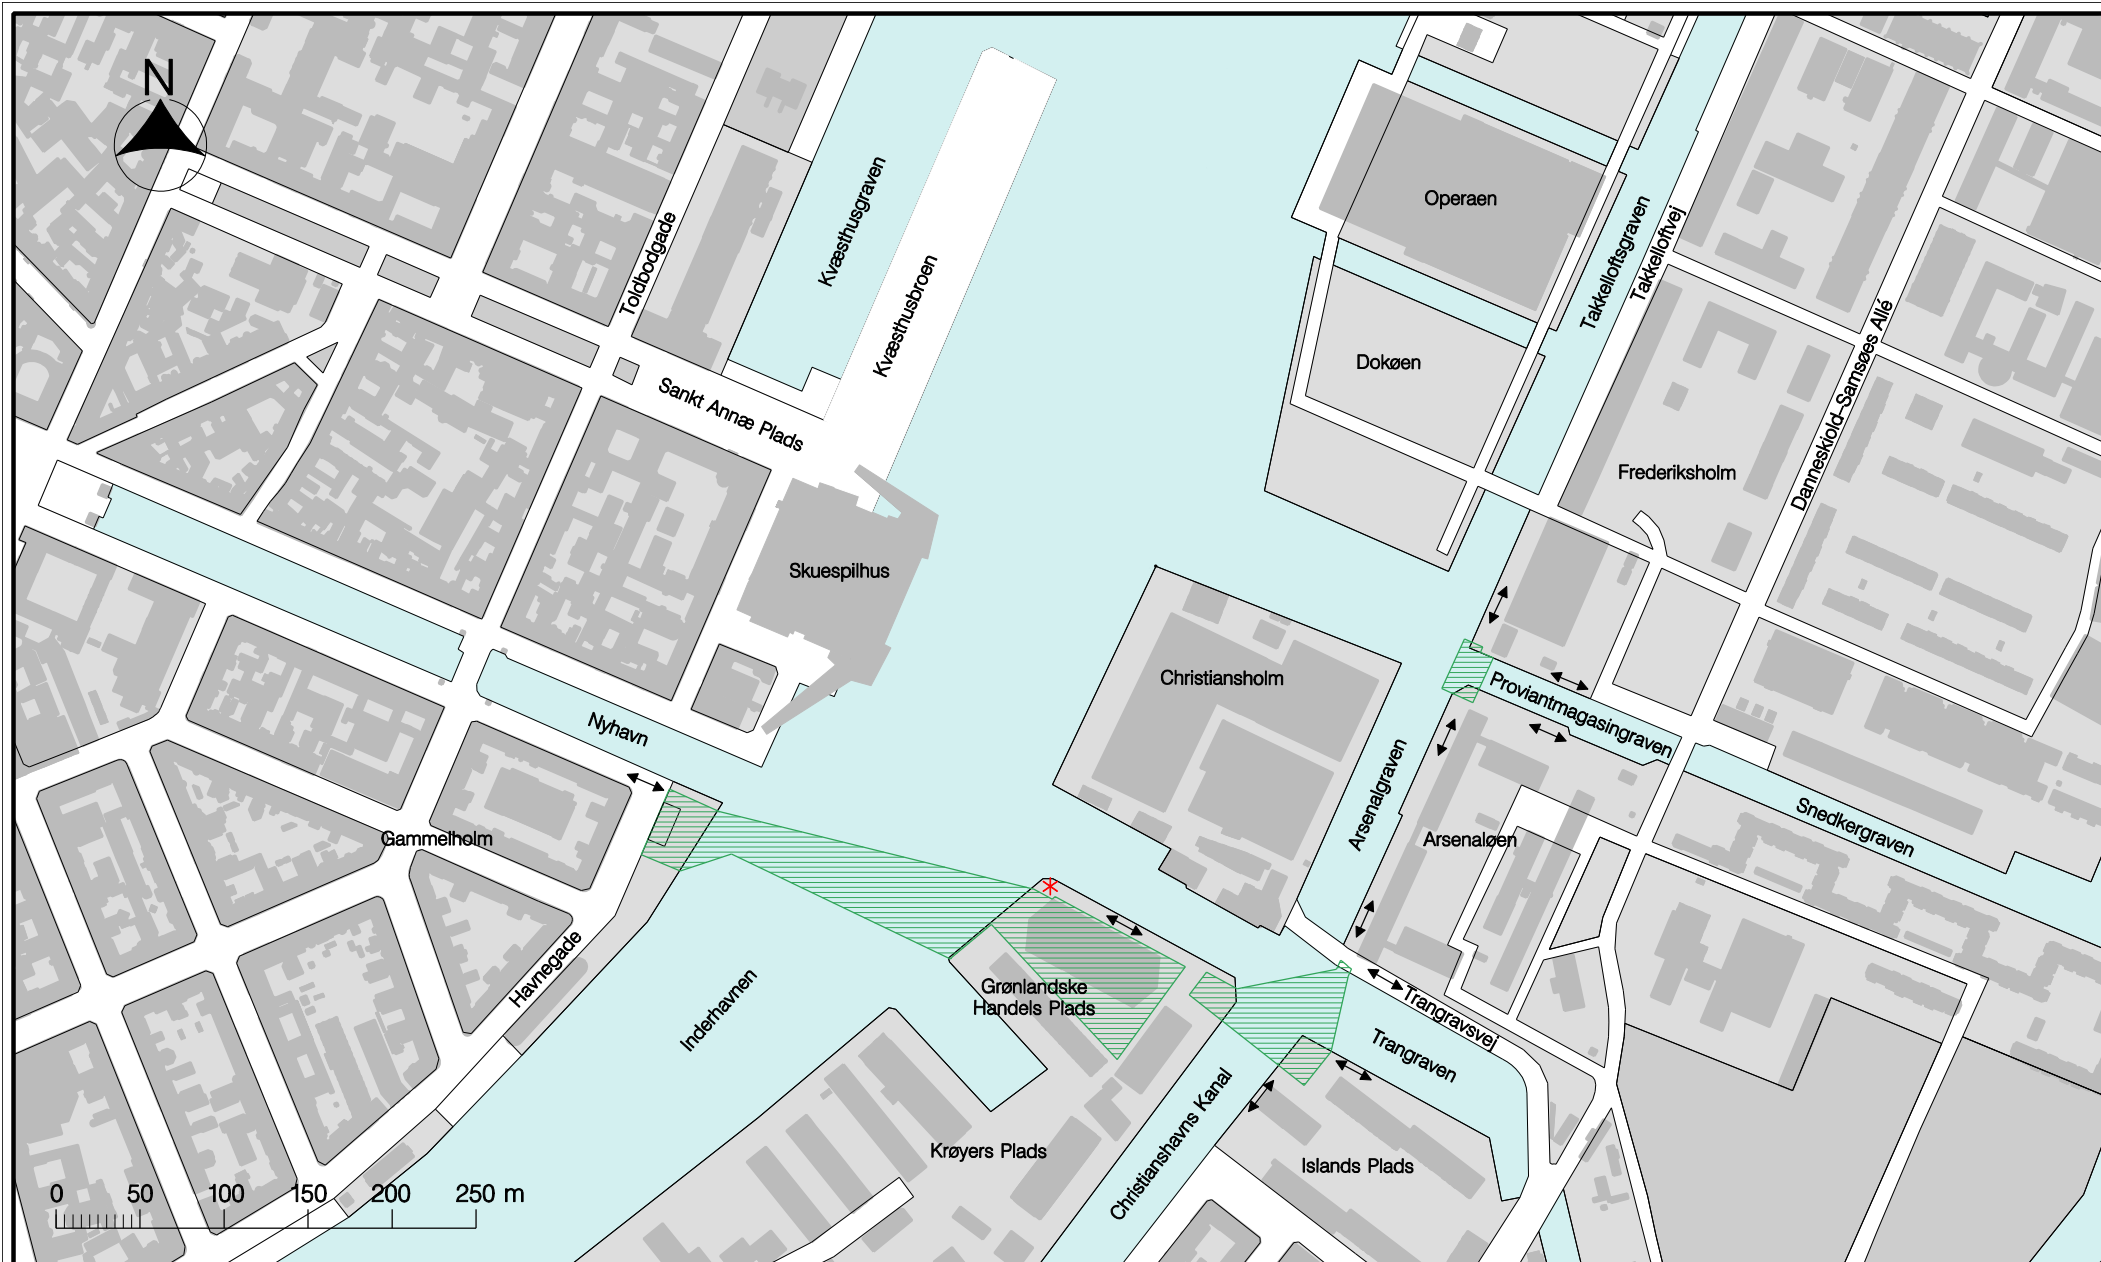 N
Operaen
Kvæsthusgraven
Toldbodgade
Takkelloftsgraven
Takkelloftvej
Kvæsthusbroen
Dokøen
Danneskiold-Samsøes Allé
Sankt Annæ Plads
Frederiksholm
Skuespilhus
Christiansholm
Proviantmagasingraven
Nyhavn
Arsenalgraven
Snedkergraven
Gammelholm
Arsenaløen
Havnegade
Inderhavnen
Grønlandske
Handels Plads
Trangravsvej
Trangraven
Christianshavns Kanal
Krøyers Plads
Islands Plads
0 50 100 150 200 250 m